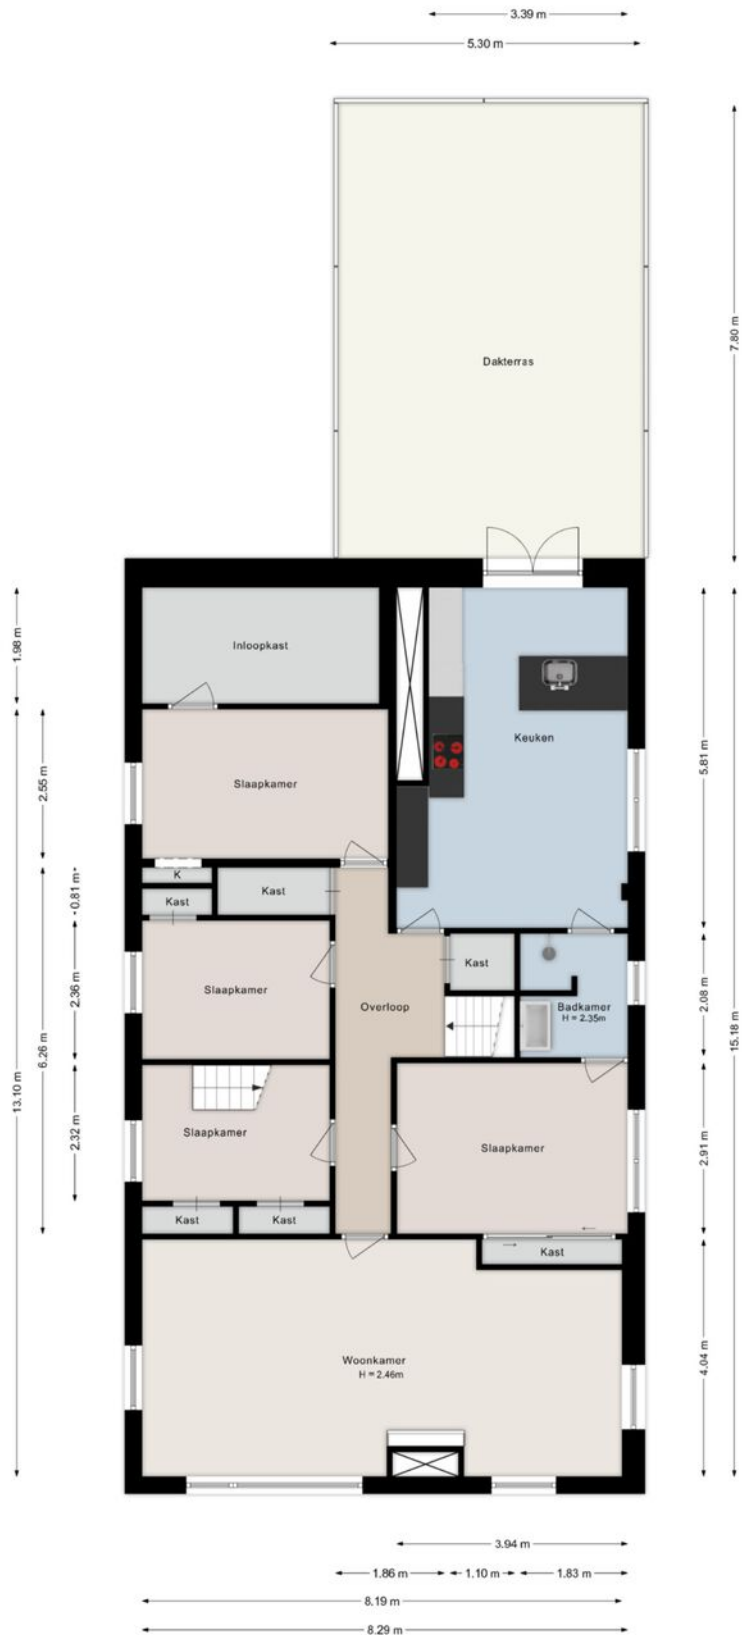 3.39 m
5.30 m
7.80 m
Dakterras
1.98 m
Inloopkast
Keuken
5.81 m
2.55 m
Slaapkamer
K
Kast
Kast
0.81 m
Kast
2.36 m
Slaapkamer
Overloop
Badkamer
H = 2.35m
2.08 m
15.18 m
6.26 m
13.10 m
2.32 m
Slaapkamer
Slaapkamer
2.91 m
Kast
Kast
Kast
Woonkamer
H = 2.46m
4.04 m
3.94 m
1.86 m
1.10 m
1.83 m
8.19 m
8.29 m